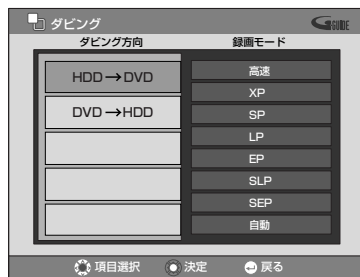 ダビング
GGUIDE
ダビング方向
録画モード
HDD→DVD
DVD→HDD
高速
XP
SP
LP
EP
SLP
SEP
自動
項目選択 決定 戻る